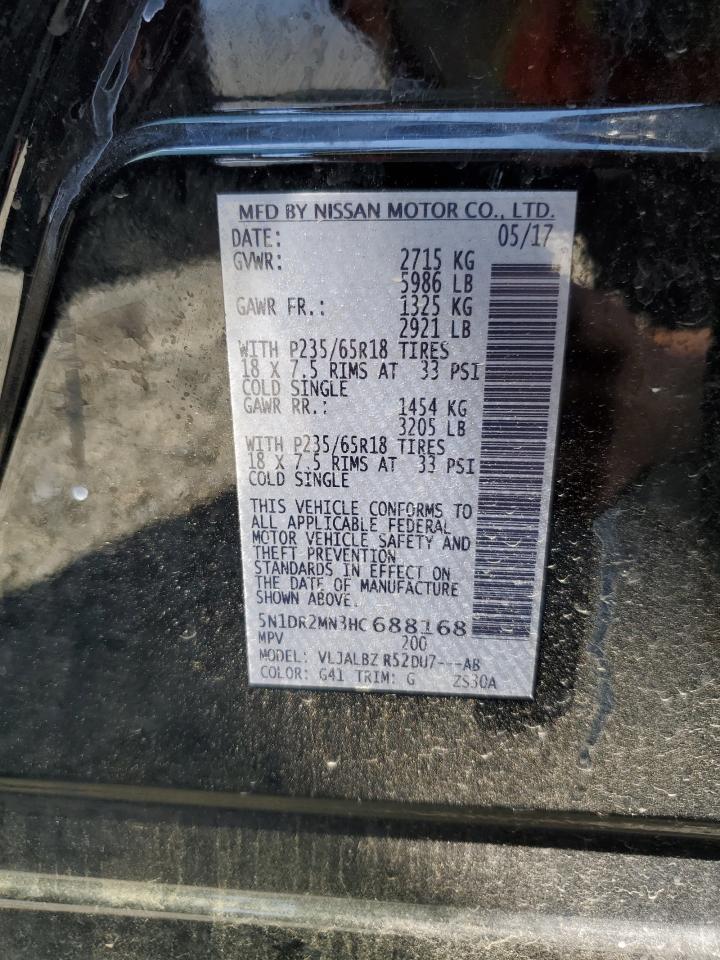 MFD BY NISSAN MOTOR CO., LTD.
DATE: 05/17
GVWR: 2715 KG
5986 LB
GAWR FR.: 1325 KG
2921 LB
WITH P235/65R18 TIRES
18 X 7.5 RIMS AT 33 PSI
COLD SINGLE
GAWR RR.: 1454 KG
3205 LB
WITH P235/65R18 TIRES
18 X 7.5 RIMS AT 33 PSI
COLD SINGLE
THIS VEHICLE CONFORMS TO
ALL APPLICABLE FEDERAL
MOTOR VEHICLE SAFETY AND
THEFT PREVENTION
STANDARDS IN EFFECT ON
THE DATE OF MANUFACTURE
SHOWN ABOVE.
5N1DR2MN3HC688168
MPV 200
MODEL: VLJALBZ R52DU7---AB
COLOR: G41 TRIM: G ZS30A